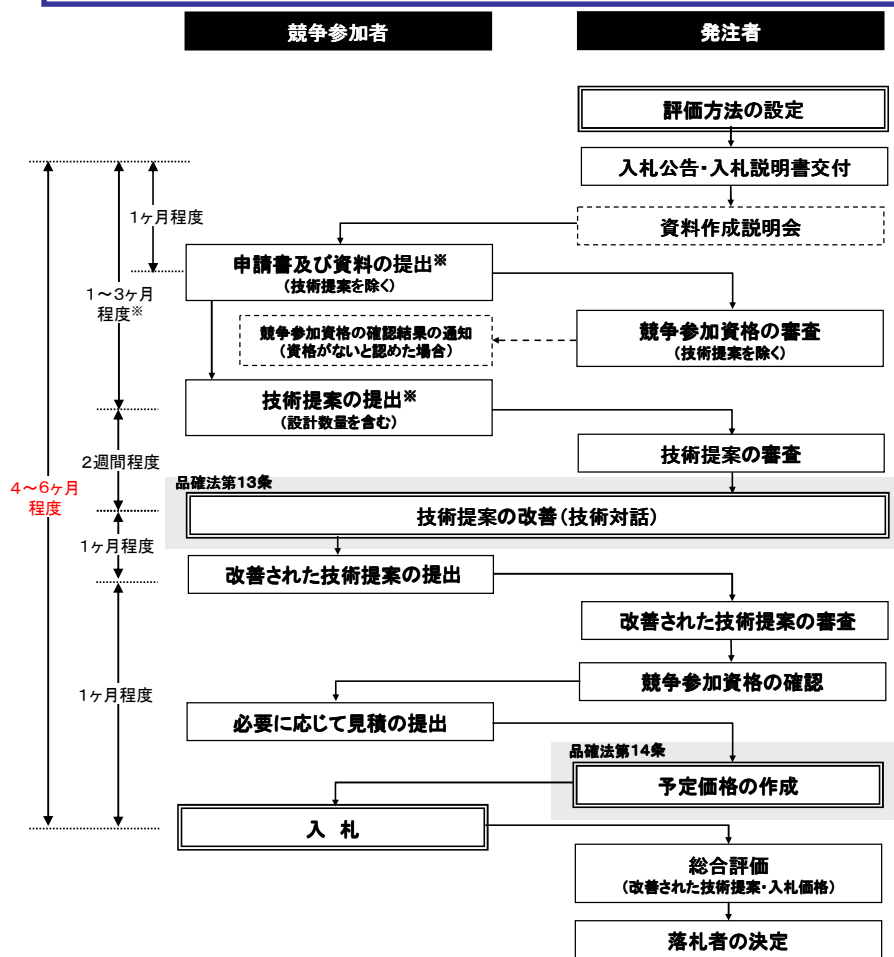 競争参加者
発注者
評価方法の設定
入札公告・入札説明書交付
1ヶ月程度
資料作成説明会
申請書及び資料の提出※
(技術提案を除く)
1～3ヶ月
程度※
競争参加資格の確認結果の通知
(資格がないと認めた場合)
競争参加資格の審査
(技術提案を除く)
技術提案の提出※
(設計数量を含む)
2週間程度
技術提案の審査
4～6ヶ月
程度
品確法第13条
技術提案の改善(技術対話)
1ヶ月程度
改善された技術提案の提出
改善された技術提案の審査
競争参加資格の確認
1ヶ月程度
必要に応じて見積の提出
品確法第14条
予定価格の作成
入 札
総合評価
(改善された技術提案・入札価格)
落札者の決定